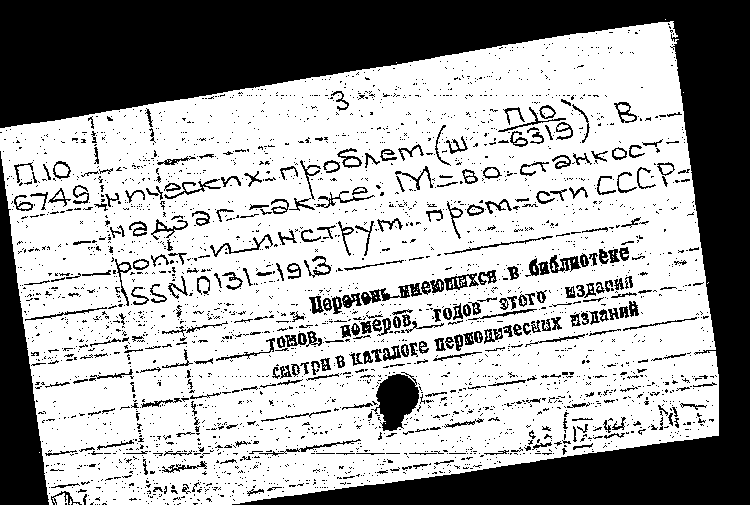 3
П10
6749
нических проблем (ш П10/6319) В
надзаг также: М-во станкост-
роит и инструм пром-сти СССР=
ISSN 0131-1913
Перечень имеющихся в библиотеке
томов, номеров, годов этого издания
смотри в каталоге периодических изданий